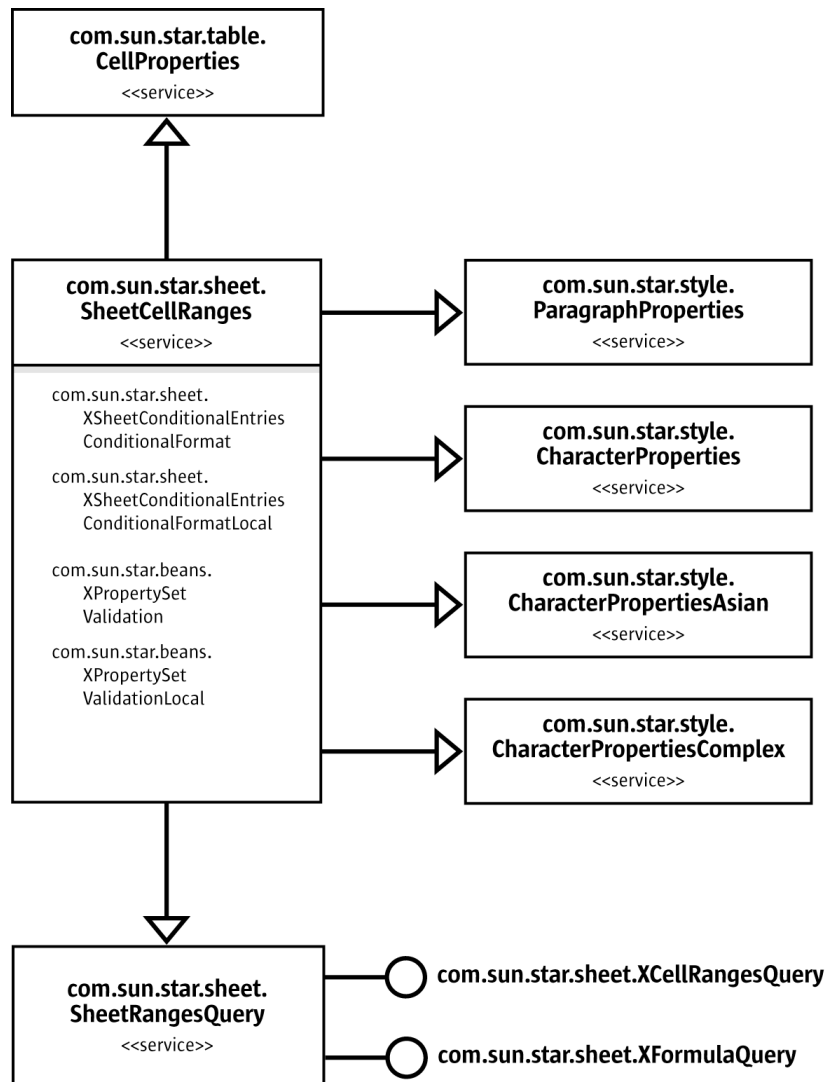 com.sun.star.table.
CellProperties
<<service>>
com.sun.star.sheet.
SheetCellRanges
<<service>>
com.sun.star.sheet.
XSheetConditionalEntries
ConditionalFormat
com.sun.star.sheet.
XSheetConditionalEntries
ConditionalFormatLocal
com.sun.star.beans.
XPropertySet
Validation
com.sun.star.beans.
XPropertySet
ValidationLocal
com.sun.star.style.
ParagraphProperties
<<service>>
com.sun.star.style.
CharacterProperties
<<service>>
com.sun.star.style.
CharacterPropertiesAsian
<<service>>
com.sun.star.style.
CharacterPropertiesComplex
<<service>>
com.sun.star.sheet.
SheetRangesQuery
<<service>>
com.sun.star.sheet.XCellRangesQuery
com.sun.star.sheet.XFormulaQuery